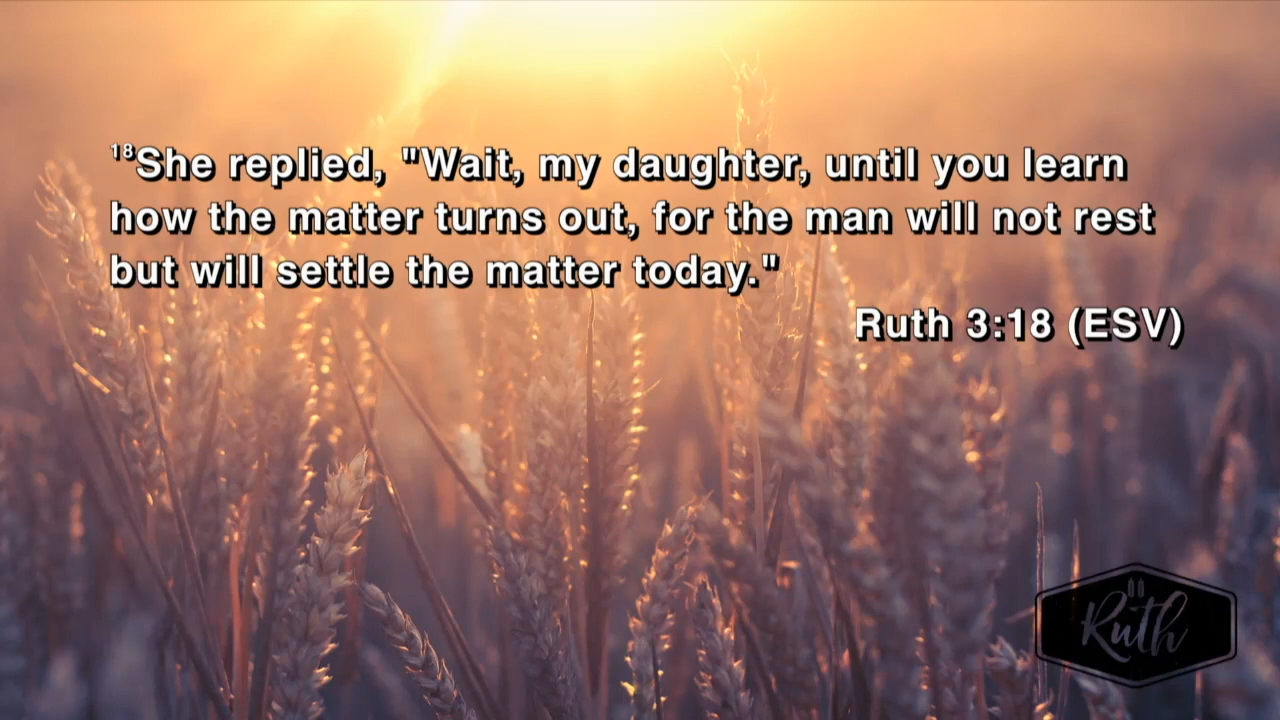 18She replied, "Wait, my daughter, until you learn
how the matter turns out, for the man will not rest
but will settle the matter today."
Ruth 3:18 (ESV)
Ruth